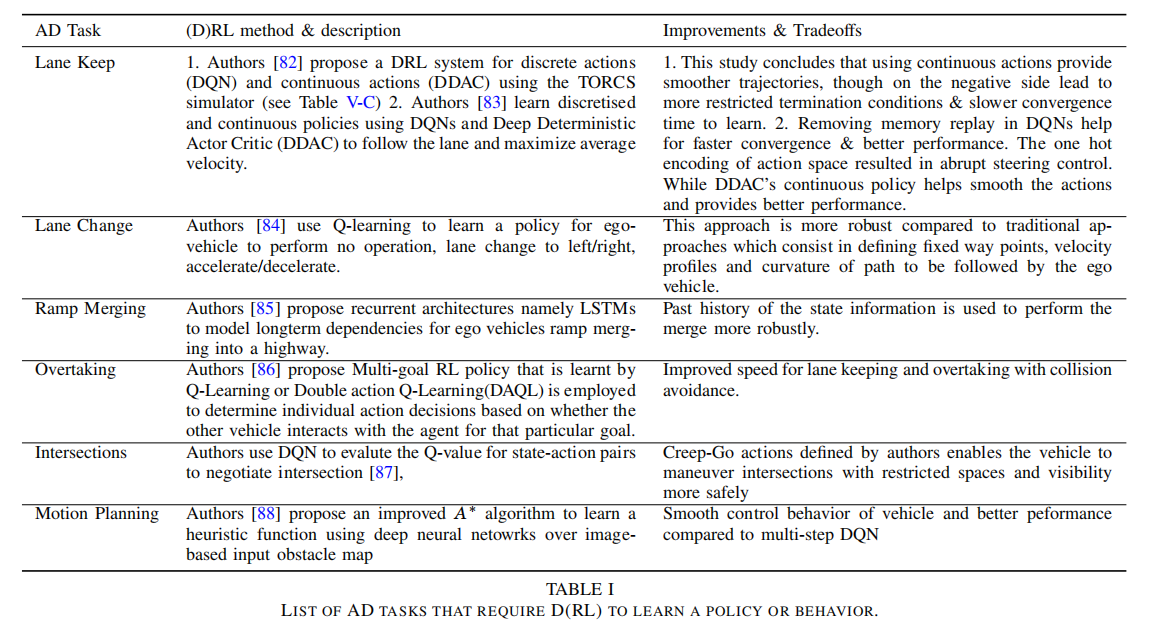 AD Task (D)RL method & description Improvements & Tradeoffs
Lane Keep
1. Authors [82] propose a DRL system for discrete actions
(DQN) and continuous actions (DDAC) using the TORCS
simulator (see Table V-C) 2. Authors [83] learn discretised
and continuous policies using DQNs and Deep Deterministic
Actor Critic (DDAC) to follow the lane and maximize average
velocity.
1. This study concludes that using continuous actions provide
smoother trajectories, though on the negative side lead to
more restricted termination conditions & slower convergence
time to learn. 2. Removing memory replay in DQNs help
for faster convergence & better performance. The one hot
encoding of action space resulted in abrupt steering control.
While DDAC's continuous policy helps smooth the actions
and provides better performance.
Lane Change
Authors [84] use Q-learning to learn a policy for ego-
vehicle to perform no operation, lane change to left/right,
accelerate/decelerate.
This approach is more robust compared to traditional ap-
proaches which consist in defining fixed way points, velocity
profiles and curvature of path to be followed by the ego
vehicle.
Ramp Merging
Authors [85] propose recurrent architectures namely LSTMs
to model longterm dependencies for ego vehicles ramp merg-
ing into a highway.
Past history of the state information is used to perform the
merge more robustly.
Overtaking
Authors [86] propose Multi-goal RL policy that is learnt by
Q-Learning or Double action Q-Learning(DAQL) is employed
to determine individual action decisions based on whether the
other vehicle interacts with the agent for that particular goal.
Improved speed for lane keeping and overtaking with collision
avoidance.
Intersections
Authors use DQN to evalute the Q-value for state-action pairs
to negotiate intersection [87],
Creep-Go actions defined by authors enables the vehicle to
maneuver intersections with restricted spaces and visibility
more safely
Motion Planning
Authors [88] propose an improved A* algorithm to learn a
heuristic function using deep neural netowrks over image-
based input obstacle map
Smooth control behavior of vehicle and better peformance
compared to multi-step DQN
TABLE I
LIST OF AD TASKS THAT REQUIRE D(RL) TO LEARN A POLICY OR BEHAVIOR.